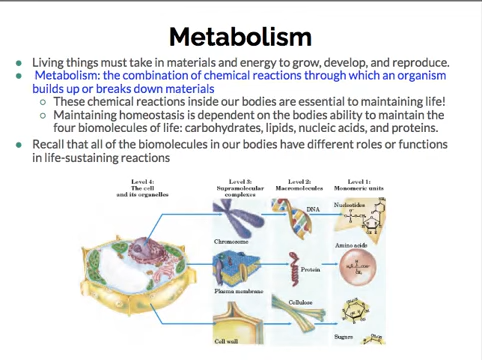 Metabolism
Living things must take in materials and energy to grow, develop, and reproduce.
Metabolism: the combination of chemical reactions through which an organism
builds up or breaks down materials
These chemical reactions inside our bodies are essential to maintaining life!
Maintaining homeostasis is dependent on the bodies ability to maintain the
four biomolecules of life: carbohydrates, lipids, nucleic acids, and proteins.
Recall that all of the biomolecules in our bodies have different roles or functions
in life-sustaining reactions
Level 4:
The cell
and its organelles
Level 3:
Supramolecular
complexes
Level 2:
Macromolecules
Level 1:
Monomeric units
DNA
Nucleotides
Chromosome
Amino acids
Protein
Plasma membrane
Cellulose
Cell wall
Sugars